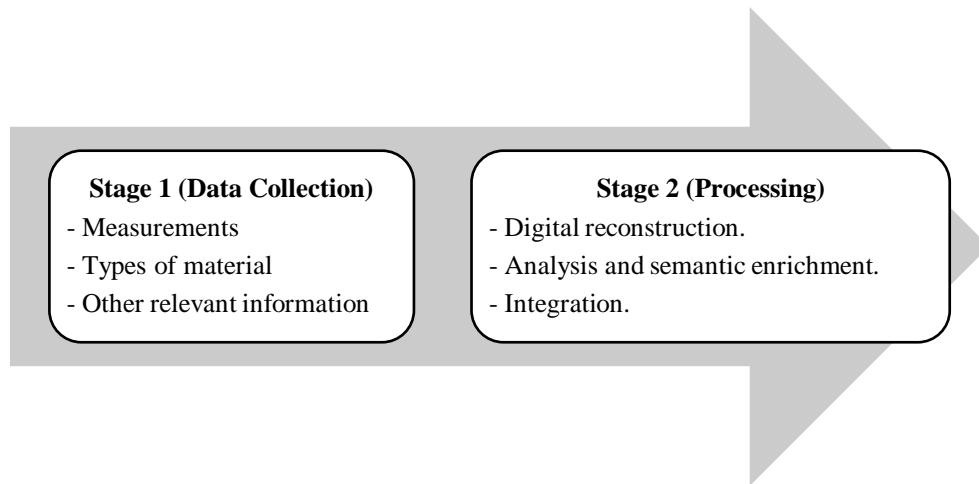 Stage 1 (Data Collection)
- Measurements
- Types of material
- Other relevant information
Stage 2 (Processing)
- Digital reconstruction.
- Analysis and semantic enrichment.
- Integration.